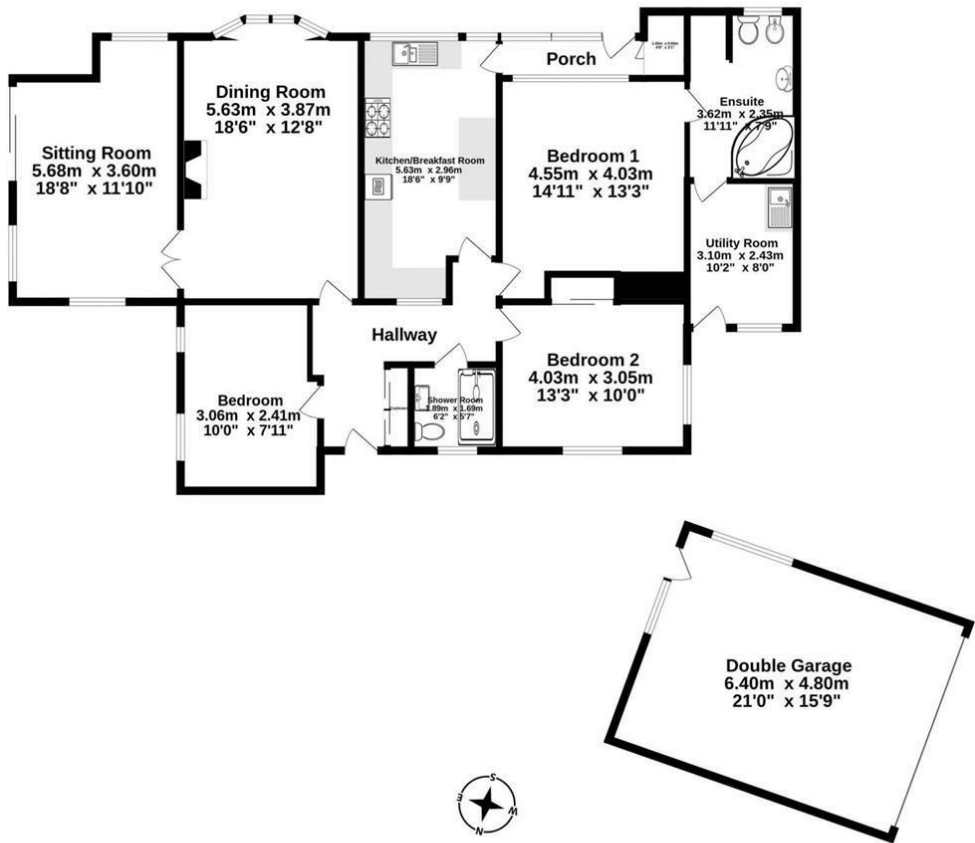 Dining Room
5.63m x 3.87m
18'6" x 12'8"
Porch
Sitting Room
5.68m x 3.60m
18'8" x 11'10"
Kitchen/Breakfast Room
5.63m x 2.96m
18'6" x 9'9"
Bedroom 1
4.55m x 4.03m
14'11" x 13'3"
Ensuite
3.62m x 2.35m
11'11" x 7'9"
Utility Room
3.10m x 2.43m
10'2" x 8'0"
Hallway
Bedroom 2
4.03m x 3.05m
13'3" x 10'0"
Bedroom
3.06m x 2.41m
10'0" x 7'11"
Shower Room
1.89m x 1.69m
6'2" x 5'7"
Double Garage
6.40m x 4.80m
21'0" x 15'9"
S
E
W
N